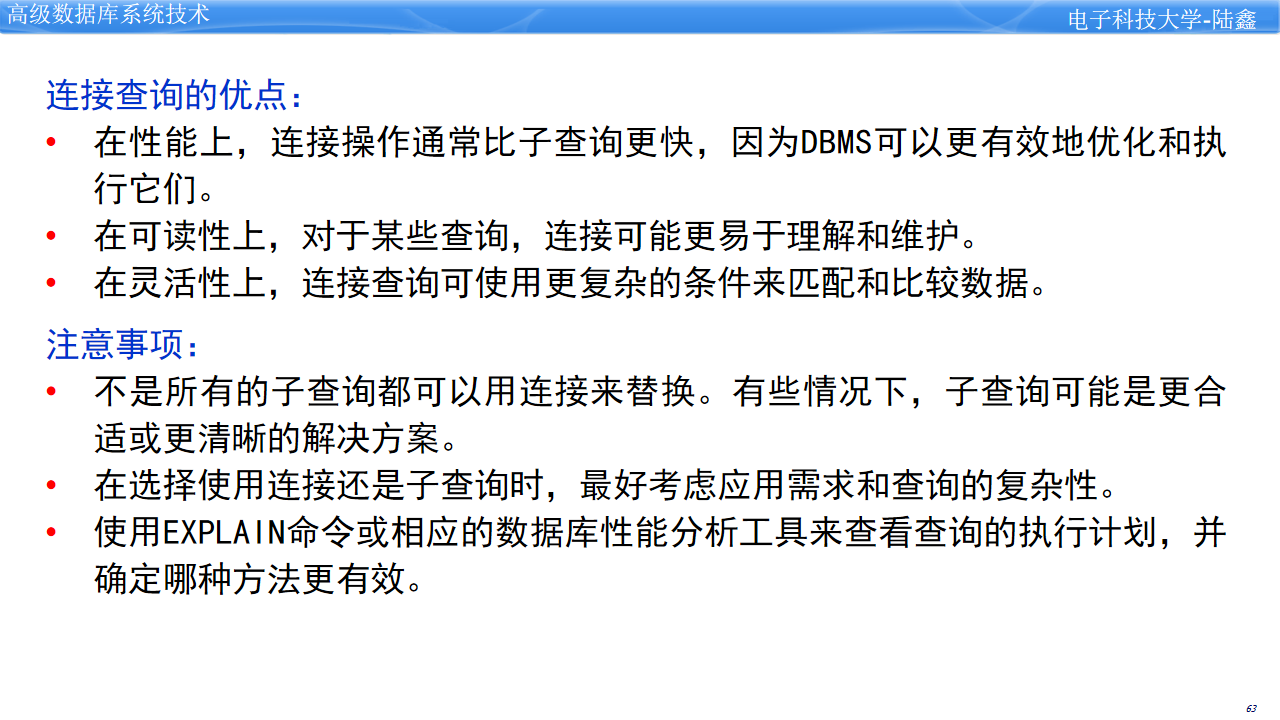 高级数据库系统技术
电子科技大学-陆鑫
连接查询的优点：
• 在性能上，连接操作通常比子查询更快，因为DBMS可以更有效地优化和执
行它们。
• 在可读性上，对于某些查询，连接可能更易于理解和维护。
• 在灵活性上，连接查询可使用更复杂的条件来匹配和比较数据。
注意事项：
• 不是所有的子查询都可以用连接来替换。有些情况下，子查询可能是更合
适或更清晰的解决方案。
• 在选择使用连接还是子查询时，最好考虑应用需求和查询的复杂性。
• 使用EXPLAIN命令或相应的数据库性能分析工具来查看查询的执行计划，并
确定哪种方法更有效。
63